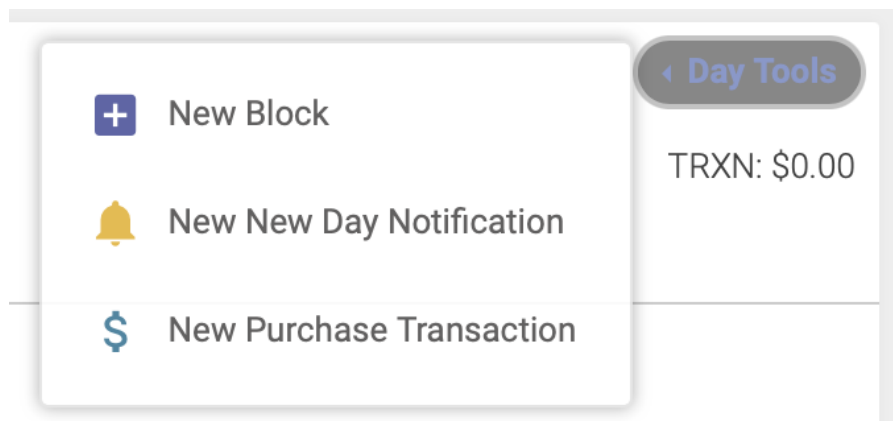 Day Tools
New Block
TRXN: $0.00
New New Day Notification
New Purchase Transaction